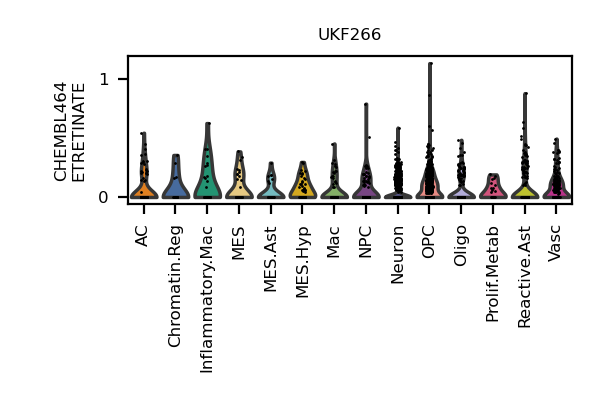 UKF266
CHEMBL464
ETRETINATE
1
0
AC
Chromatin.Reg
Inflammatory.Mac
MES
MES.Ast
MES.Hyp
Mac
NPC
Neuron
OPC
Oligo
Prolif.Metab
Reactive.Ast
Vasc